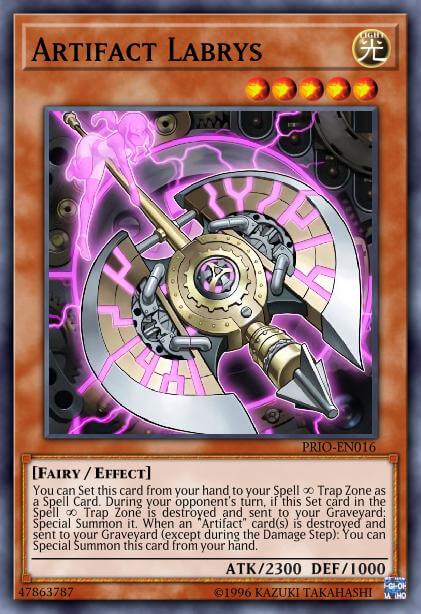 ARTIFACT LABRYS
LIGHT
光
PRIO-EN016
[FAIRY / EFFECT]
You can Set this card from your hand to your Spell ∞ Trap Zone as
a Spell Card. During your opponent's turn, if this Set card in the
Spell ∞ Trap Zone is destroyed and sent to your Graveyard:
Special Summon it. When an "Artifact" card(s) is destroyed and
sent to your Graveyard (except during the Damage Step): You can
Special Summon this card from your hand.
ATK/2300 DEF/1000
47863787
©1996 KAZUKI TAKAHASHI